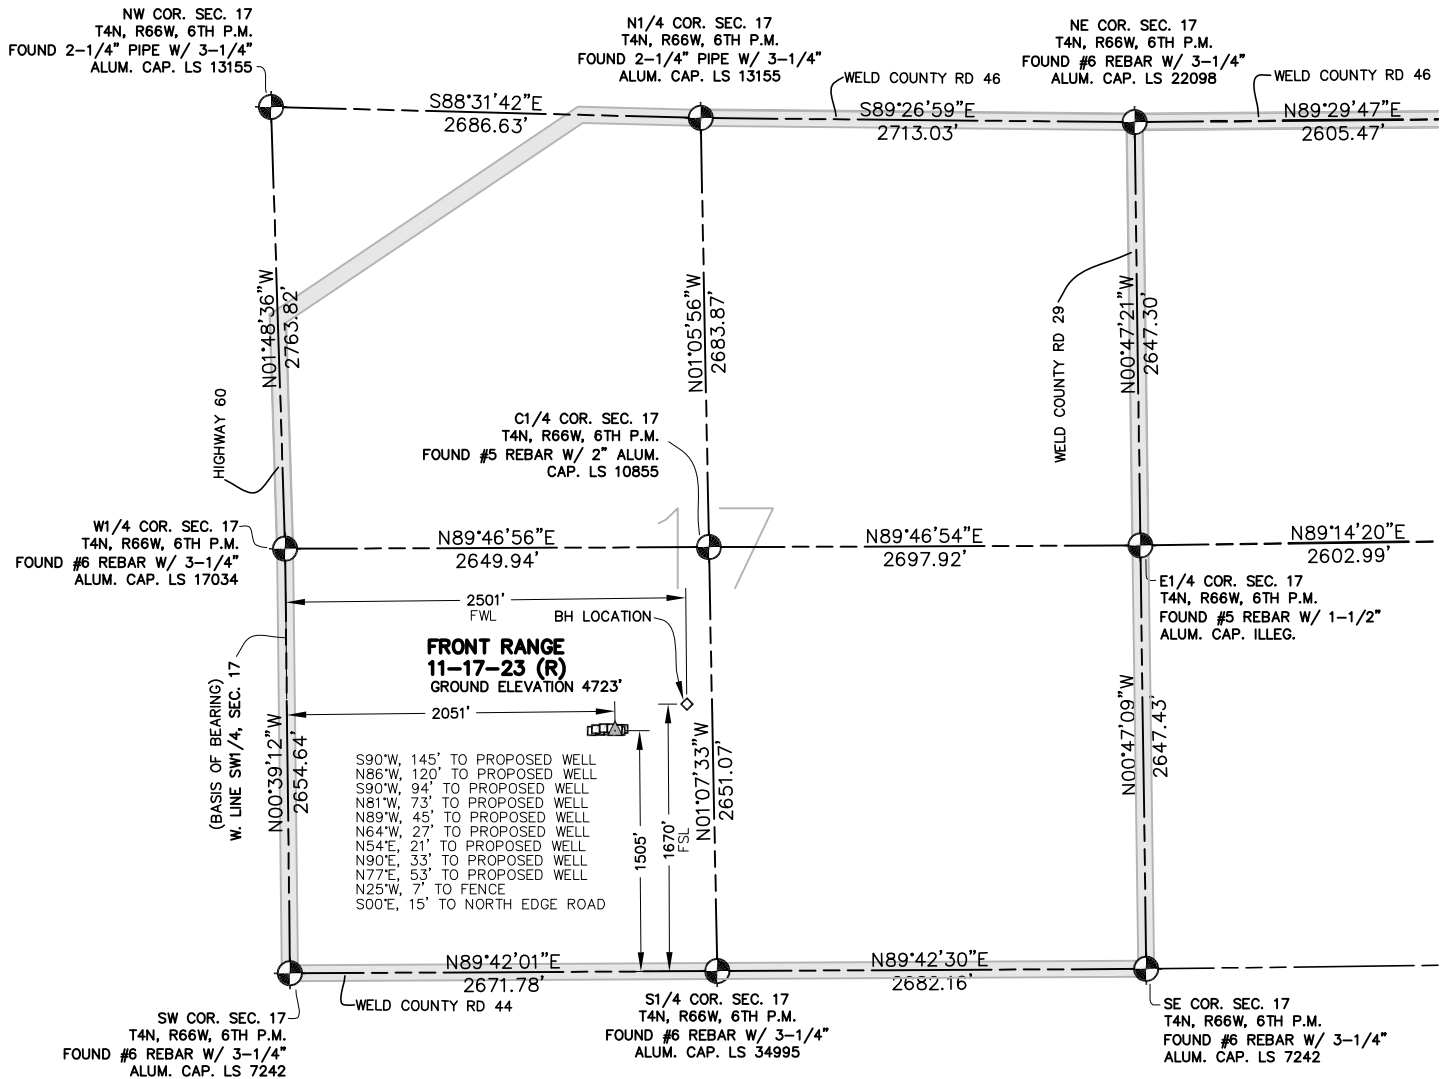 NW COR. SEC. 17
T4N, R66W, 6TH P.M.
FOUND 2-1/4" PIPE W/ 3-1/4"
ALUM. CAP. LS 13155
N1/4 COR. SEC. 17
T4N, R66W, 6TH P.M.
FOUND 2-1/4" PIPE W/ 3-1/4"
ALUM. CAP. LS 13155
NE COR. SEC. 17
T4N, R66W, 6TH P.M.
FOUND #6 REBAR W/ 3-1/4"
ALUM. CAP. LS 22098
WELD COUNTY RD 46
WELD COUNTY RD 46
S88°31'42"E
2686.63'
S89°26'59"E
2713.03'
N89°29'47"E
2605.47'
N01°48'36"W
2763.82'
N01°05'56"W
2683.87'
N00°47'21"W
2647.30'
WELD COUNTY RD 29
HIGHWAY 60
C1/4 COR. SEC. 17
T4N, R66W, 6TH P.M.
FOUND #5 REBAR W/ 2" ALUM.
CAP. LS 10855
W1/4 COR. SEC. 17
T4N, R66W, 6TH P.M.
FOUND #6 REBAR W/ 3-1/4"
ALUM. CAP. LS 17034
N89°46'56"E
2649.94'
17
N89°46'54"E
2697.92'
N89°14'20"E
2602.99'
E1/4 COR. SEC. 17
T4N, R66W, 6TH P.M.
FOUND #5 REBAR W/ 1-1/2"
ALUM. CAP. ILLEG.
2501'
FWL
BH LOCATION
FRONT RANGE
11-17-23 (R)
GROUND ELEVATION 4723'
2051'
(BASIS OF BEARING)
W. LINE SW1/4, SEC. 17
N00°39'12"W
2654.64'
S90°W, 145' TO PROPOSED WELL
N86°W, 120' TO PROPOSED WELL
S90°W, 94' TO PROPOSED WELL
N81°W, 73' TO PROPOSED WELL
N89°W, 45' TO PROPOSED WELL
N64°W, 27' TO PROPOSED WELL
N54°E, 21' TO PROPOSED WELL
N90°E, 33' TO PROPOSED WELL
N77°E, 53' TO PROPOSED WELL
N25°W, 7' TO FENCE
S00°E, 15' TO NORTH EDGE ROAD
1505'
1670'
FSL
N01°07'33"W
2651.07'
N00°47'09"W
2647.43'
N89°42'01"E
2671.78'
N89°42'30"E
2682.16'
WELD COUNTY RD 44
SW COR. SEC. 17
T4N, R66W, 6TH P.M.
FOUND #6 REBAR W/ 3-1/4"
ALUM. CAP. LS 7242
S1/4 COR. SEC. 17
T4N, R66W, 6TH P.M.
FOUND #6 REBAR W/ 3-1/4"
ALUM. CAP. LS 34995
SE COR. SEC. 17
T4N, R66W, 6TH P.M.
FOUND #6 REBAR W/ 3-1/4"
ALUM. CAP. LS 7242